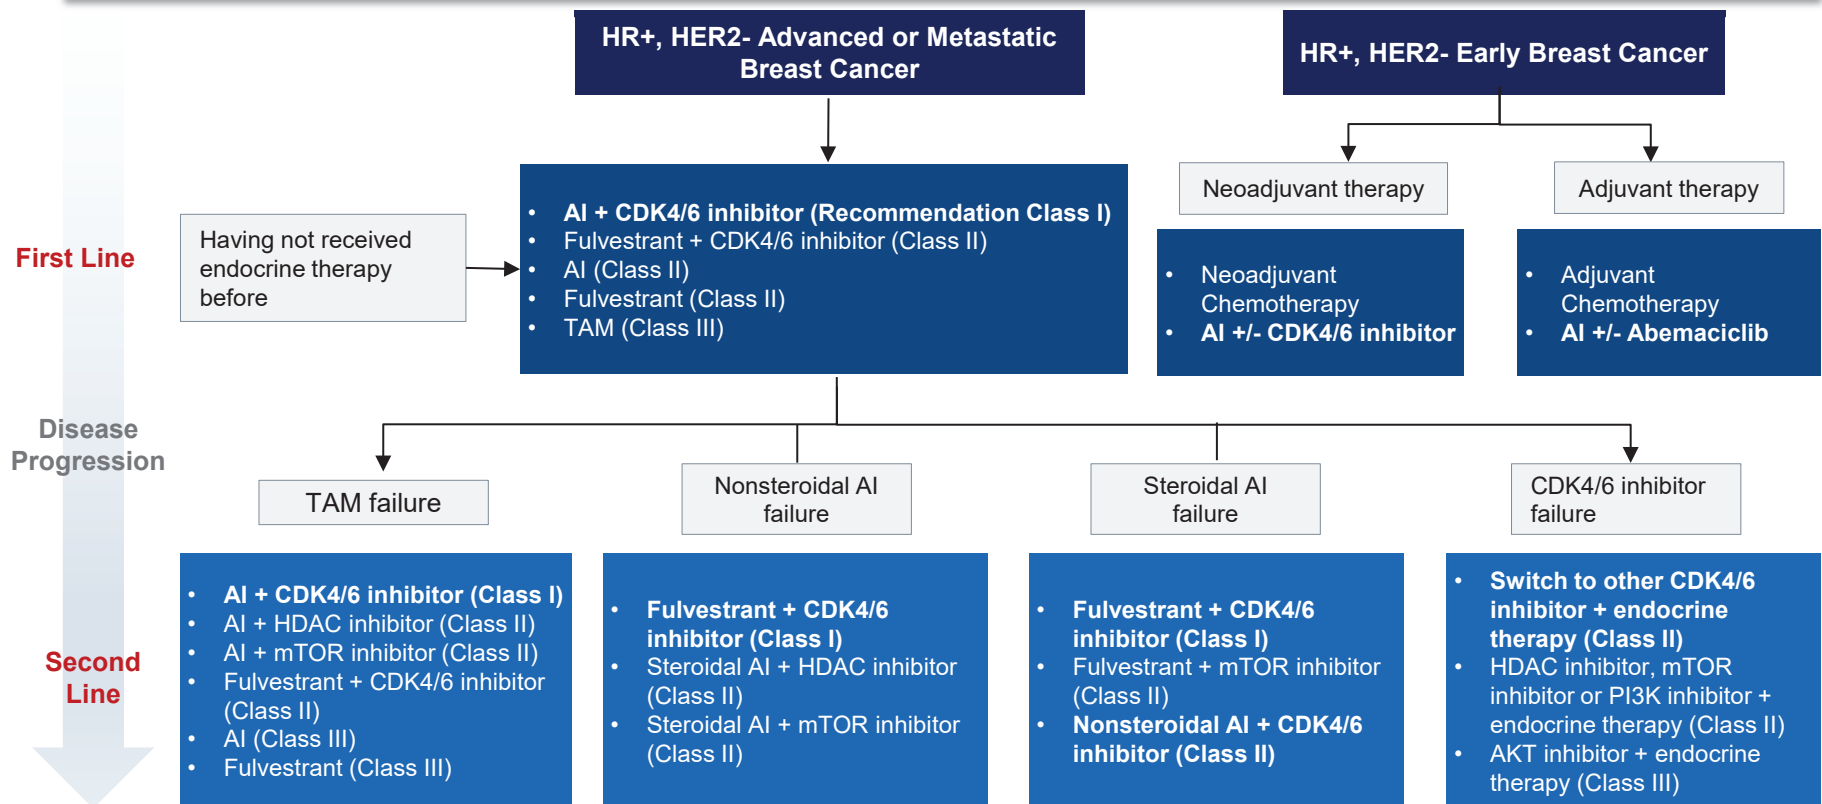 HR+, HER2- Advanced or Metastatic
Breast Cancer
HR+, HER2- Early Breast Cancer
Neoadjuvant therapy
Adjuvant therapy
First Line
Having not received
endocrine therapy
before
• AI + CDK4/6 inhibitor (Recommendation Class I)
• Fulvestrant + CDK4/6 inhibitor (Class II)
• AI (Class II)
• Fulvestrant (Class II)
• TAM (Class III)
• Neoadjuvant
Chemotherapy
• AI +/- CDK4/6 inhibitor
• Adjuvant
Chemotherapy
• AI +/- Abemaciclib
Disease
Progression
TAM failure
Nonsteroidal AI
failure
Steroidal AI
failure
CDK4/6 inhibitor
failure
Second
Line
• AI + CDK4/6 inhibitor (Class I)
• AI + HDAC inhibitor (Class II)
• AI + mTOR inhibitor (Class II)
• Fulvestrant + CDK4/6 inhibitor
(Class II)
• AI (Class III)
• Fulvestrant (Class III)
• Fulvestrant + CDK4/6
inhibitor (Class I)
• Steroidal AI + HDAC inhibitor
(Class II)
• Steroidal AI + mTOR inhibitor
(Class II)
• Fulvestrant + CDK4/6
inhibitor (Class I)
• Fulvestrant + mTOR inhibitor
(Class II)
• Nonsteroidal AI + CDK4/6
inhibitor (Class II)
• Switch to other CDK4/6
inhibitor + endocrine
therapy (Class II)
• HDAC inhibitor, mTOR
inhibitor or PI3K inhibitor +
endocrine therapy (Class II)
• AKT inhibitor + endocrine
therapy (Class III)